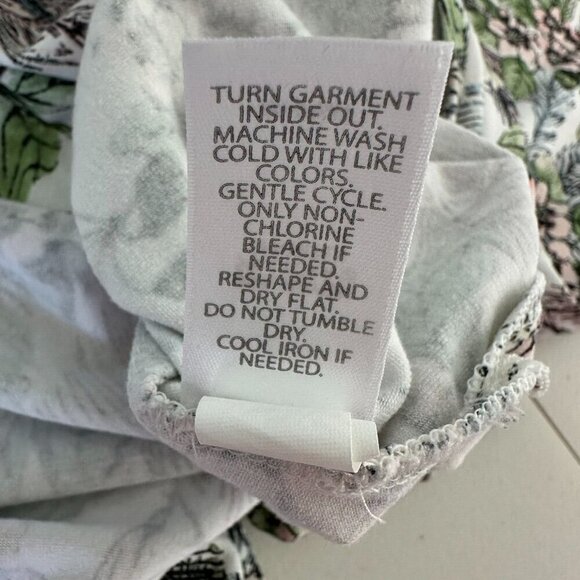 TURN GARMENT
INSIDE OUT.
MACHINE WASH
COLD WITH LIKE
COLORS.
GENTLE CYCLE.
ONLY NON-
CHLORINE
BLEACH IF
NEEDED.
RESHAPE AND
DRY FLAT.
DO NOT TUMBLE
DRY.
COOL IRON IF
NEEDED.